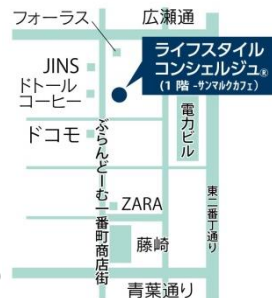 フォーラス
広瀬通
ライフスタイル
コンシェルジュ®
(1 階 -サンマルクカフェ)
JINS
ドトール
コーヒー
ドコモ
ぶらんどーむ一番町商店街
電力ビル
東二番丁通り
ZARA
藤崎
青葉通り